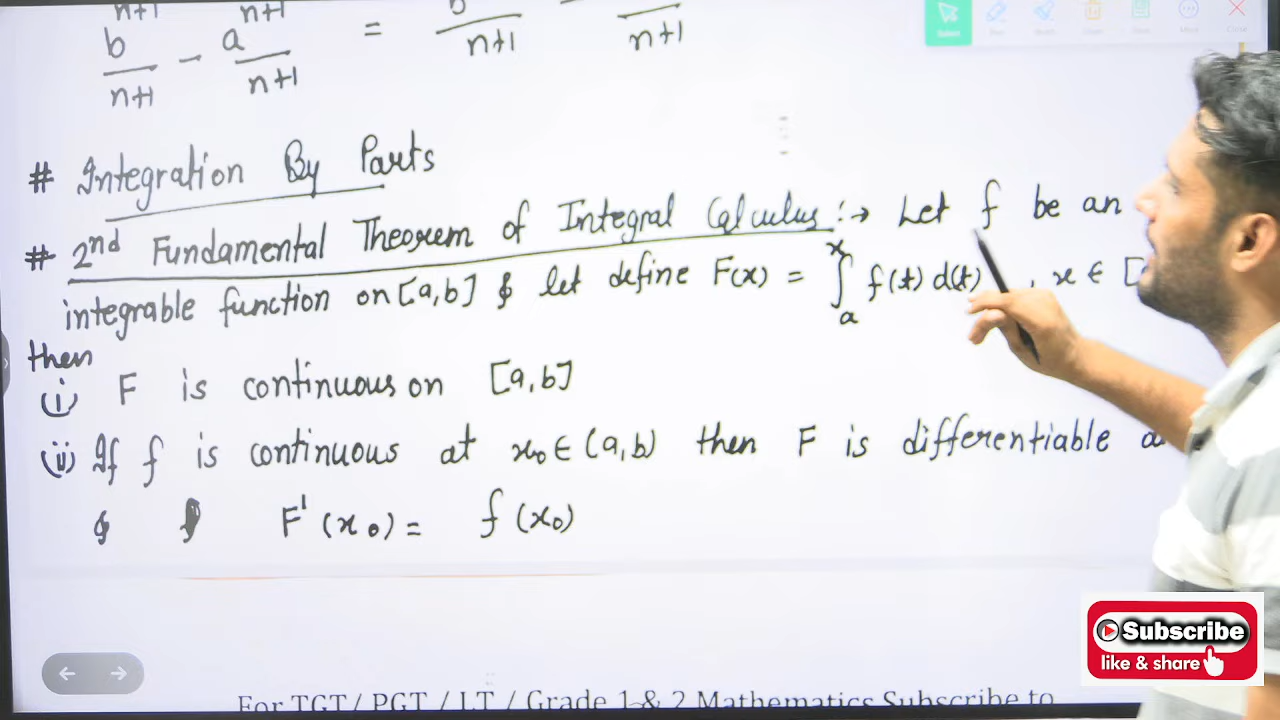 n+1 n+1
b/n+1 - a/n+1 = b/n+1 - /n+1
# Integration By Parts
# 2nd Fundamental Theorem of Integral Calculus :→ Let f be an
integrable function on [a,b] & let define F(x) = ∫ₐˣ f(t) d(t) , x ∈ [
then
(i) F is continuous on [a,b]
(ii) If f is continuous at x₀ ∈ (a,b) then F is differentiable a
& F'(x₀) = f(x₀)
For TGT/ PGT / LT / Grade 1 & 2 Mathematics Subscribe to
Subscribe
like & share